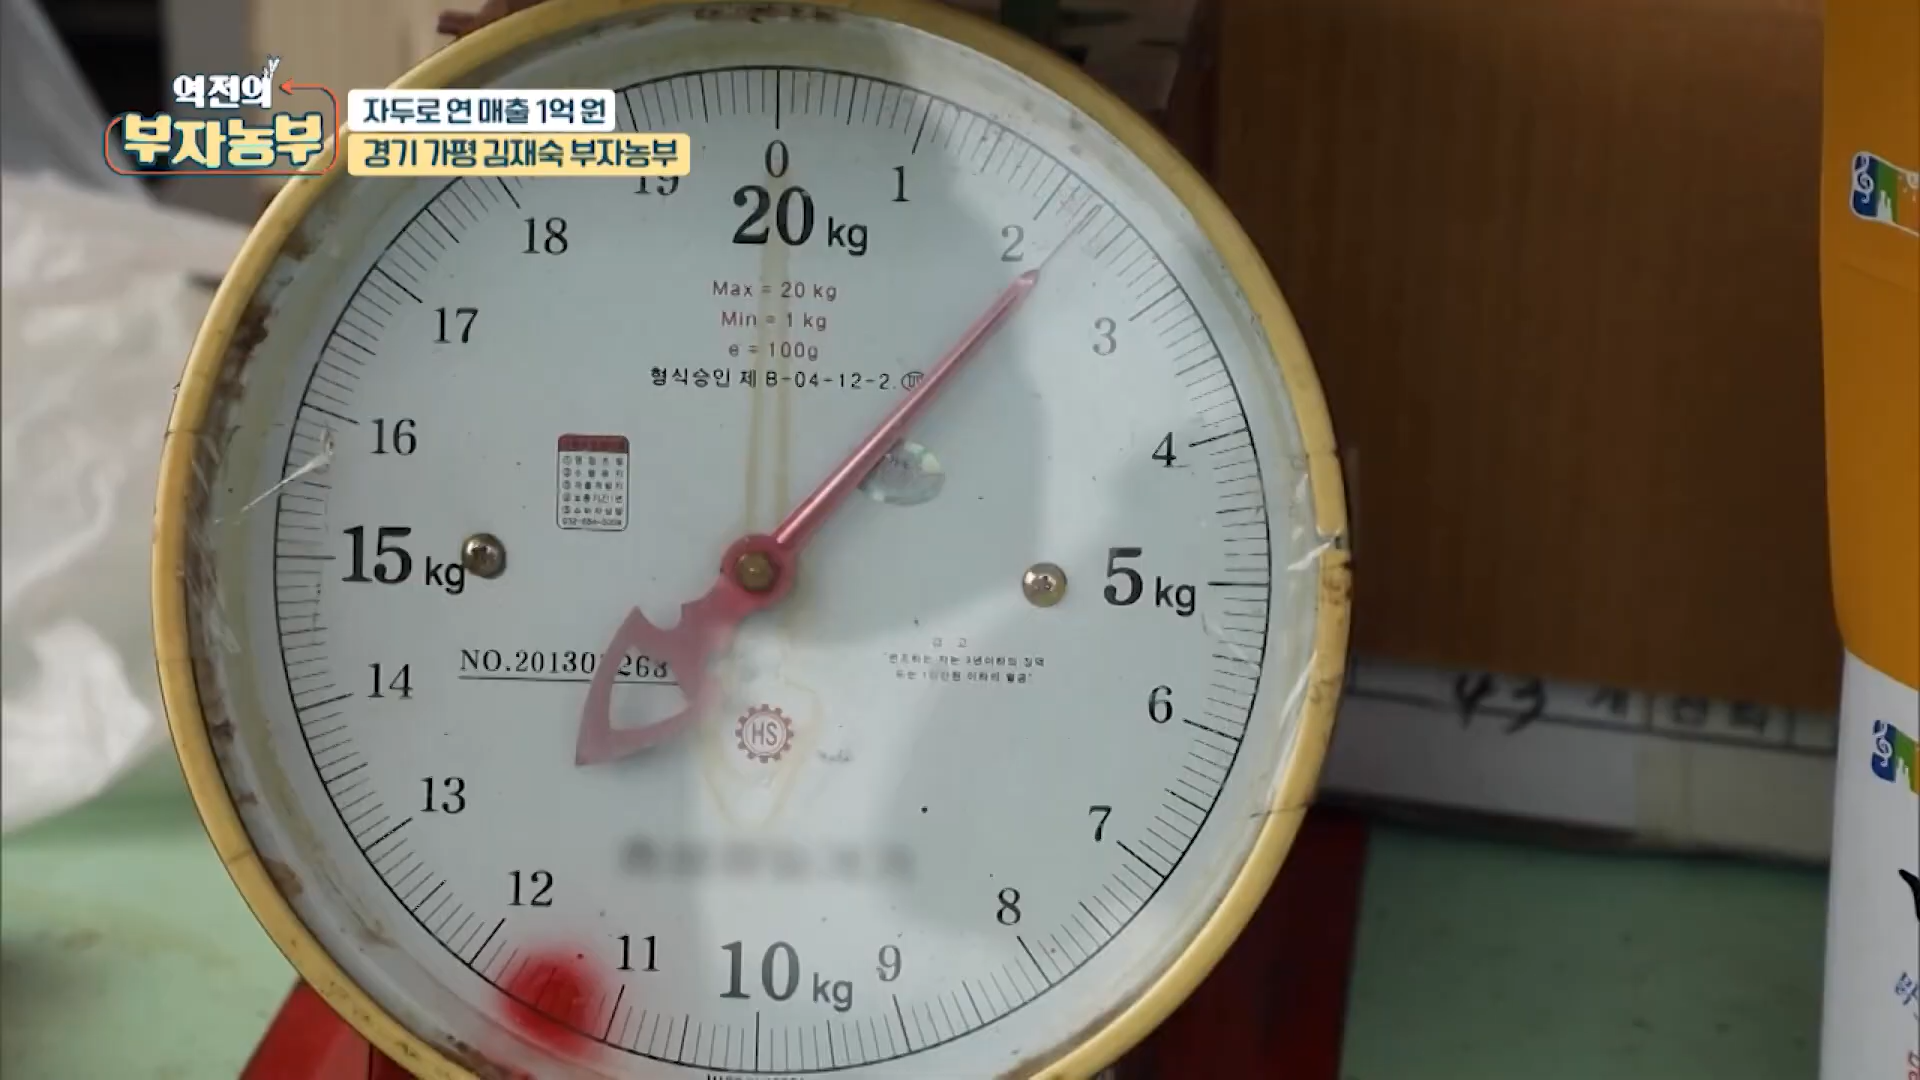 역전의
부자농부
자두로 연 매출 1억 원
경기 가평 김재숙 부자농부
0
20 kg
1
2
3
4
5 kg
6
7
8
9
10 kg
11
12
13
14
15 kg
16
17
18
19
Max = 20 kg
Min = 1 kg
e = 100g
형식승인 제 B-04-12-2.
HS
43 개